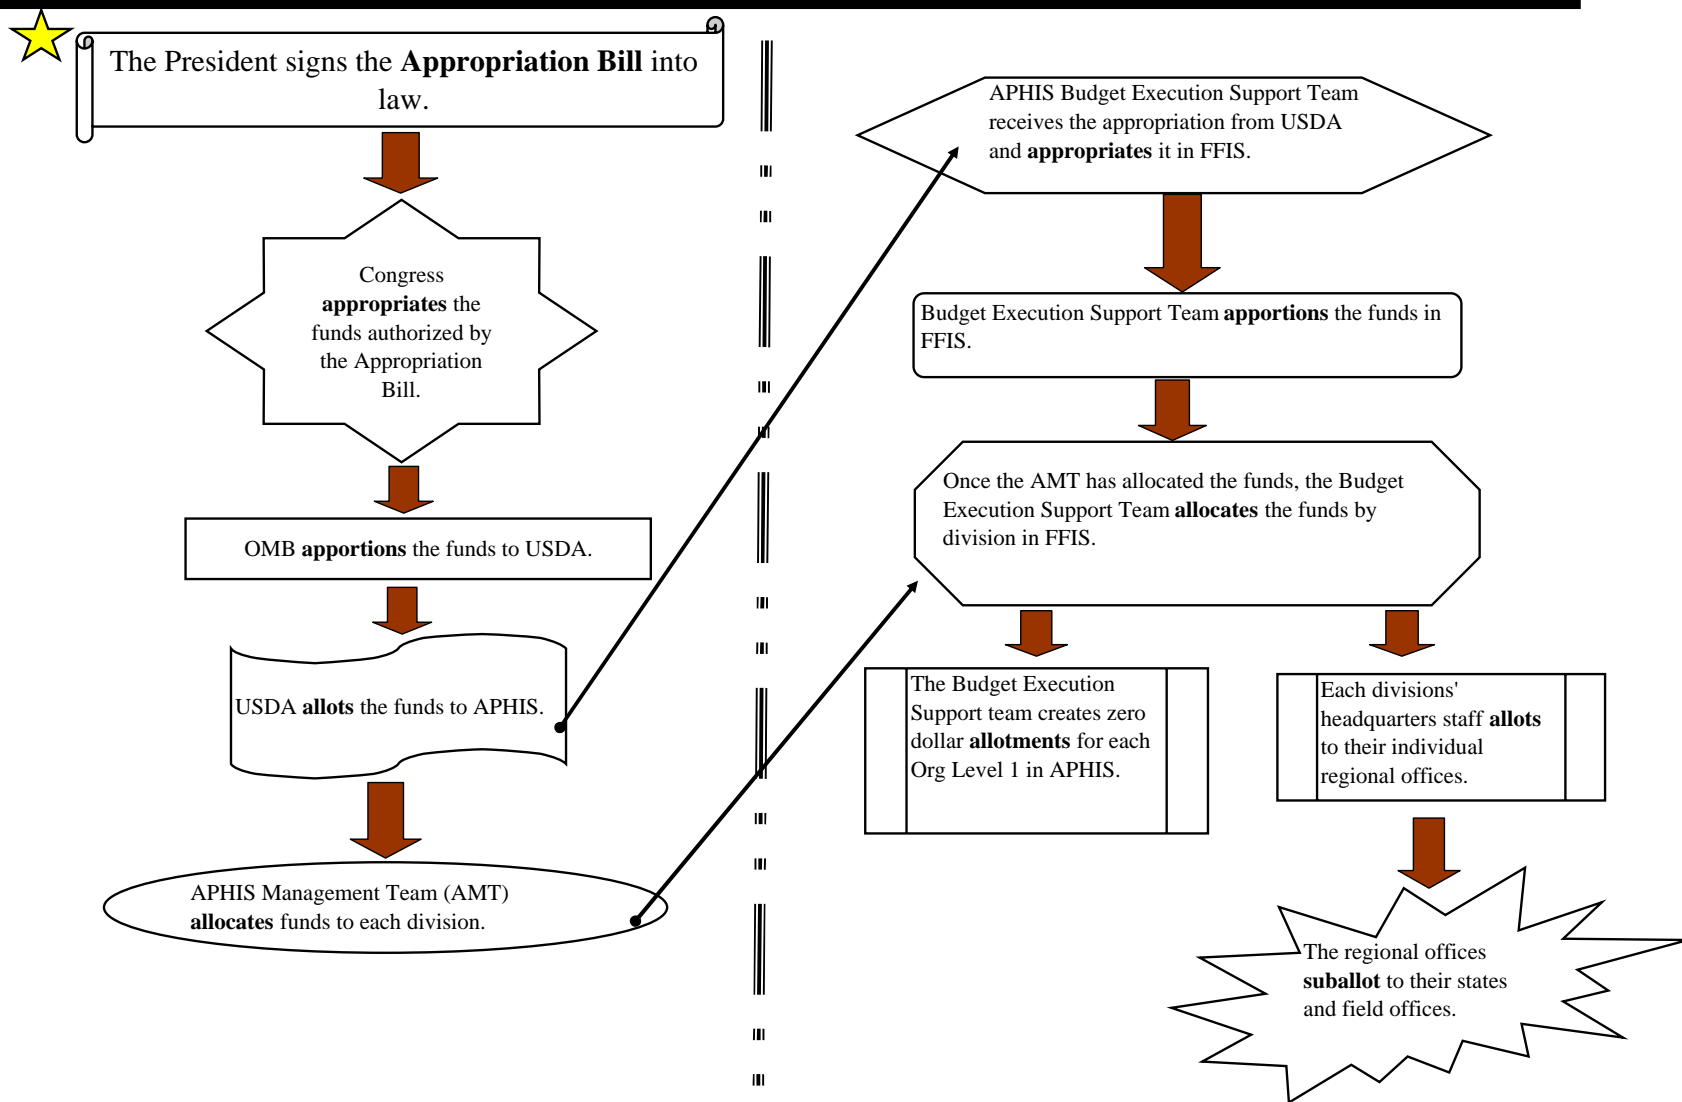 The President signs the Appropriation Bill into
law.
Congress
appropriates the
funds authorized by
the Appropriation
Bill.
OMB apportions the funds to USDA.
USDA allots the funds to APHIS.
APHIS Management Team (AMT)
allocates funds to each division.
APHIS Budget Execution Support Team
receives the appropriation from USDA
and appropriates it in FFIS.
Budget Execution Support Team apportions the funds in
FFIS.
Once the AMT has allocated the funds, the Budget
Execution Support Team allocates the funds by
division in FFIS.
The Budget Execution
Support team creates zero
dollar allotments for each
Org Level 1 in APHIS.
Each divisions'
headquarters staff allots
to their individual
regional offices.
The regional offices
suballot to their states
and field offices.